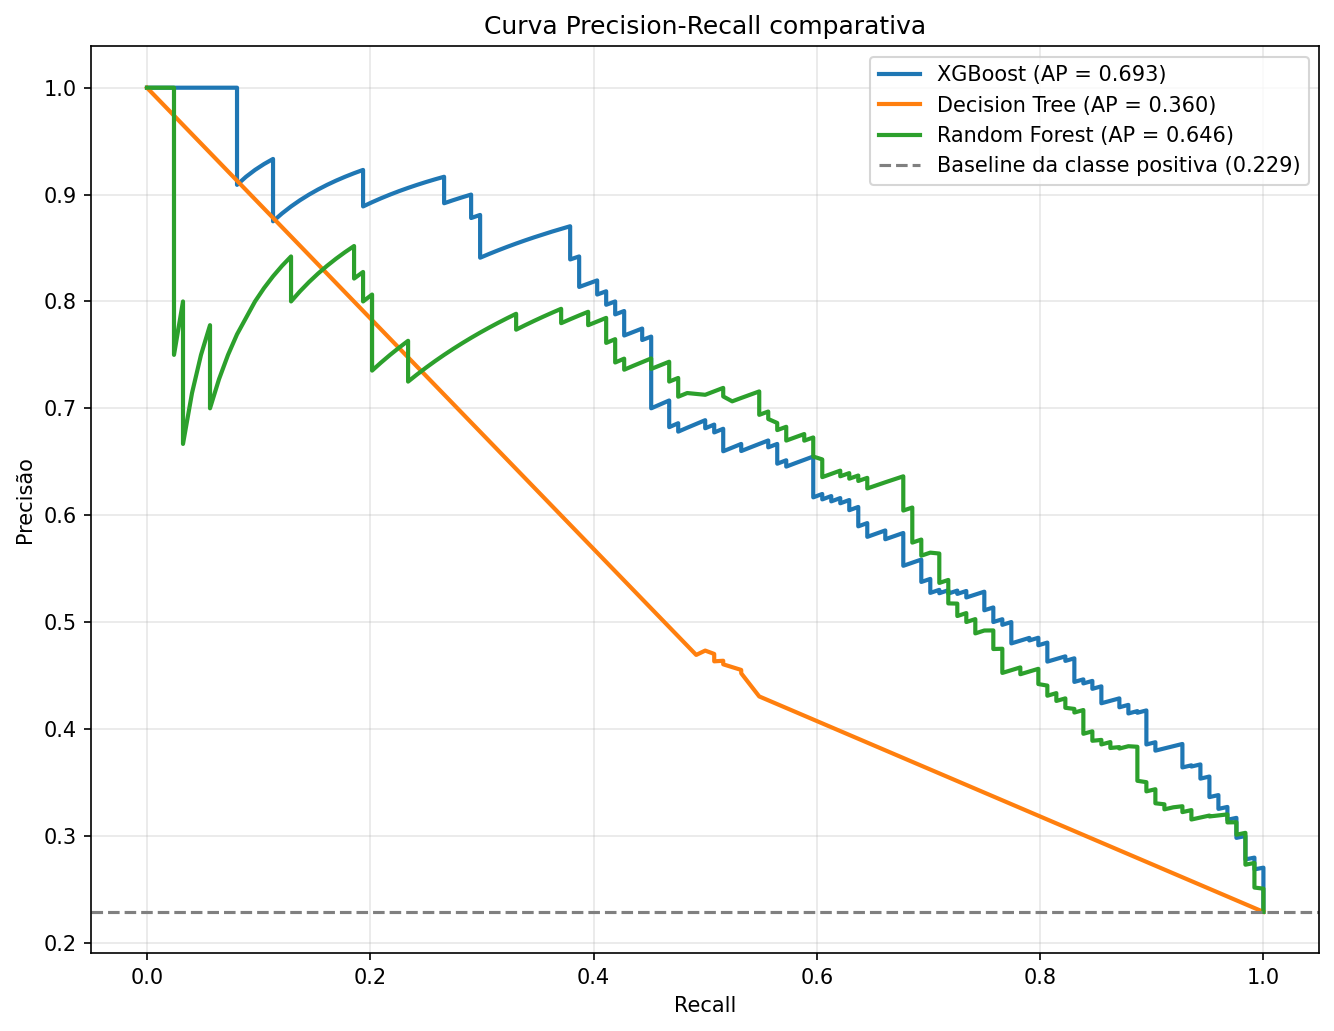 Curva Precision-Recall comparativa
XGBoost (AP = 0.693)
Decision Tree (AP = 0.360)
Random Forest (AP = 0.646)
Baseline da classe positiva (0.229)
Precisão
1.0
0.9
0.8
0.7
0.6
0.5
0.4
0.3
0.2
0.0 0.2 0.4 0.6 0.8 1.0
Recall